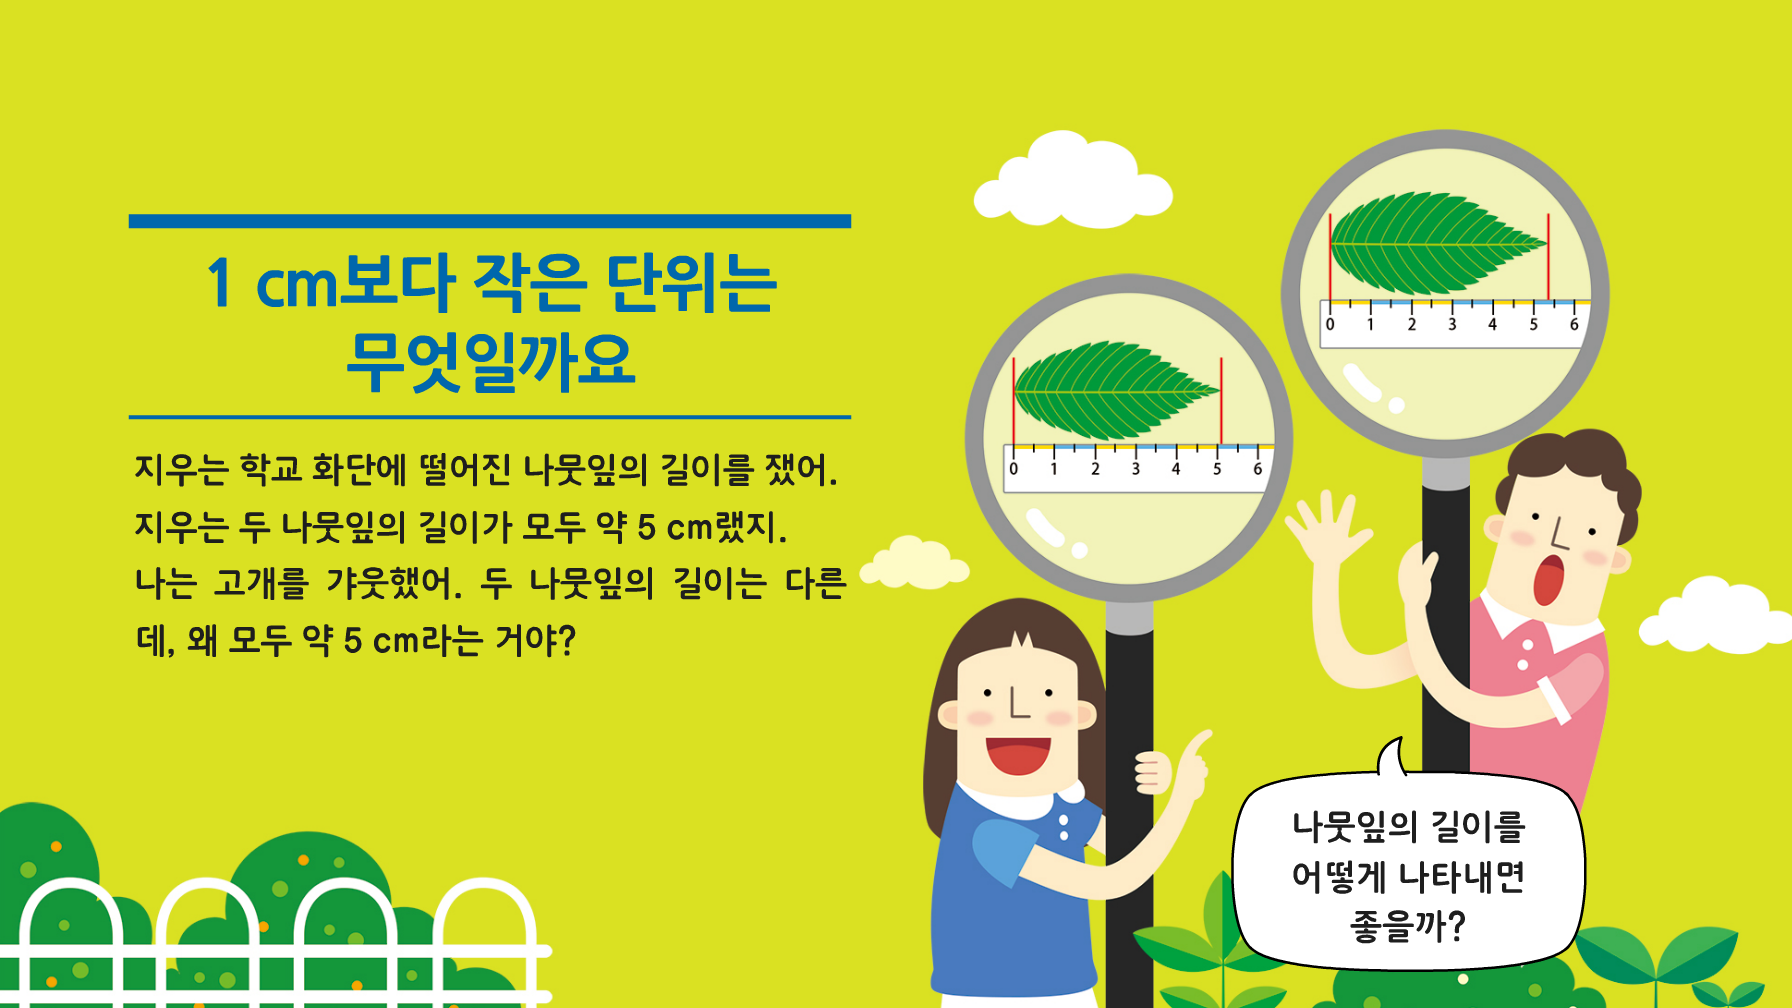 1 cm보다 작은 단위는
무엇일까요
지우는 학교 화단에 떨어진 나뭇잎의 길이를 쟀어.
지우는 두 나뭇잎의 길이가 모두 약 5 cm랬지.
나는 고개를 갸웃했어. 두 나뭇잎의 길이는 다른
데, 왜 모두 약 5 cm라는 거야?
0 1 2 3 4 5 6
0 1 2 3 4 5 6
나뭇잎의 길이를
어떻게 나타내면
좋을까?